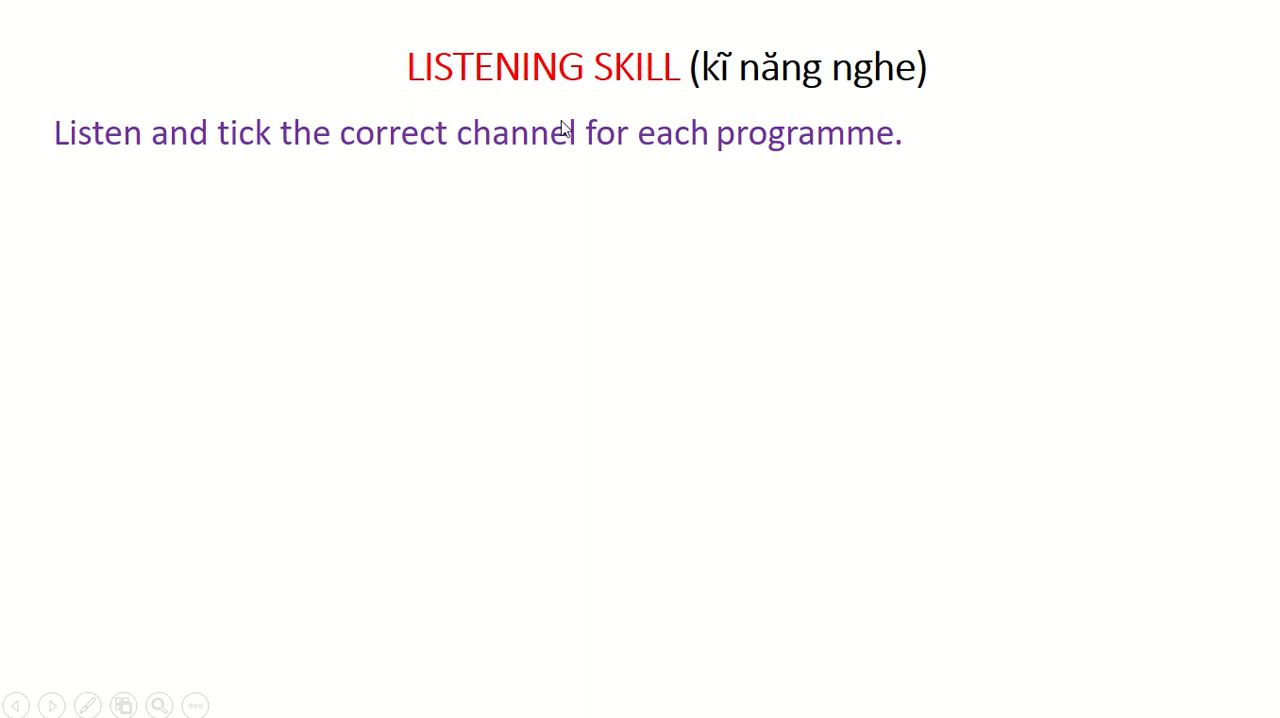 LISTENING SKILL (kĩ năng nghe)
Listen and tick the correct channel for each programme.